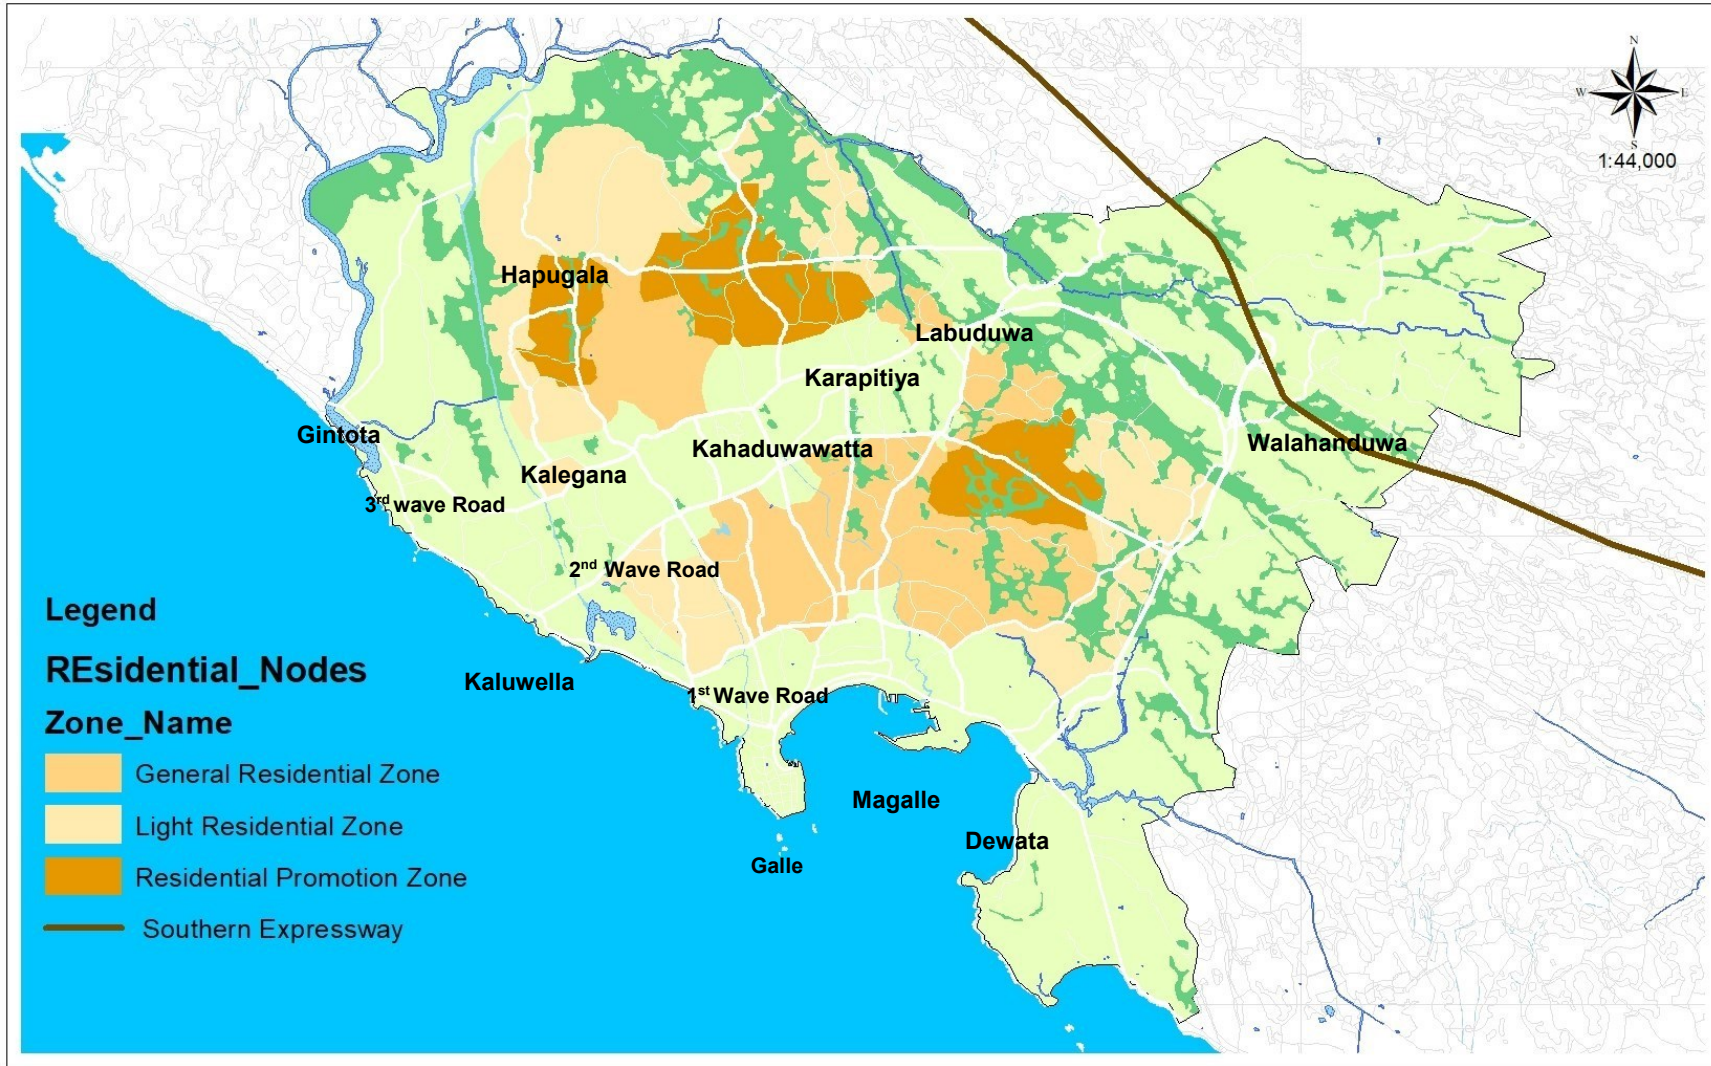 N
W E
S
1:44,000
Hapugala
Labuduwa
Karapitiya
Gintota
Kahaduwawatta
Walahanduwa
Kalegana
3rd wave Road
2nd Wave Road
Kaluwella
1st Wave Road
Magalle
Dewata
Galle
Legend
REsidential_Nodes
Zone_Name
General Residential Zone
Light Residential Zone
Residential Promotion Zone
Southern Expressway